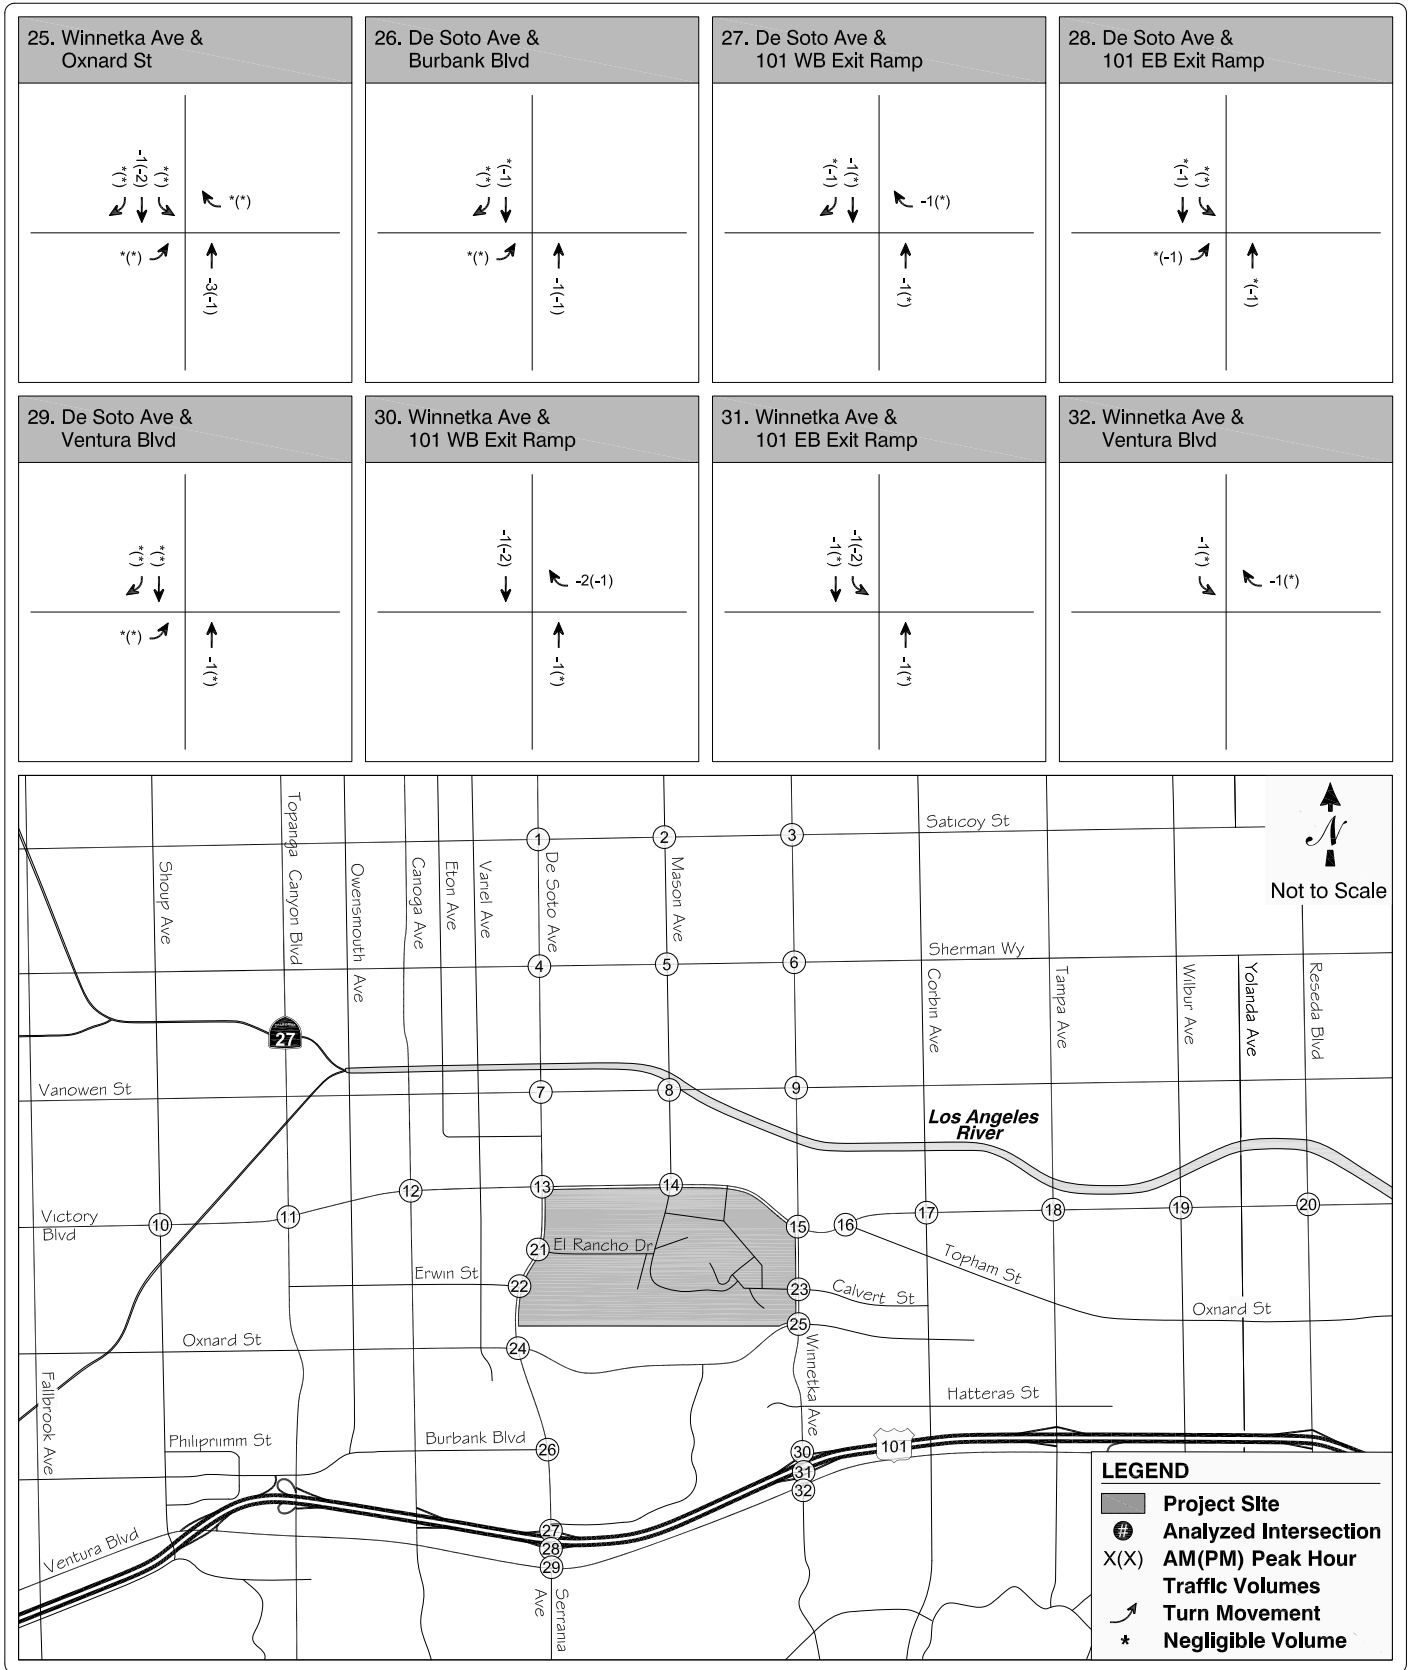 25. Winnetka Ave &
Oxnard St
*(*)
-1(-2)
*(*)
*(*)
*(*)
-3(-1)
26. De Soto Ave &
Burbank Blvd
*(*)
*(-1)
*(*)
-1(-1)
27. De Soto Ave &
101 WB Exit Ramp
*(-1)
-1(*)
-1(*)
-1(*)
28. De Soto Ave &
101 EB Exit Ramp
*(-1)
*(*)
*(-1)
*(-1)
29. De Soto Ave &
Ventura Blvd
*(*)
*(*)
*(*)
-1(*)
30. Winnetka Ave &
101 WB Exit Ramp
-1(-2)
-2(-1)
-1(*)
31. Winnetka Ave &
101 EB Exit Ramp
-1(*)
-1(-2)
-1(*)
32. Winnetka Ave &
Ventura Blvd
-1(*)
-1(*)
N
Not to Scale
Saticoy St
1
2
3
Shoup Ave
Topanga Canyon Blvd
Owensmouth Ave
Canoga Ave
Eton Ave
Variel Ave
De Soto Ave
Mason Ave
Sherman Wy
4
5
6
Corbin Ave
Tampa Ave
Wilbur Ave
Yolanda Ave
Reseda Blvd
27
Vanowen St
7
8
9
Los Angeles
River
Victory
Blvd
10
11
12
13
14
15
16
17
18
19
20
21
El Rancho Dr
Erwin St
22
23
Calvert St
Topham St
Oxnard St
25
Oxnard St
24
Winnetka Ave
Fallbrook Ave
Hatteras St
Philiprimm St
Burbank Blvd
26
30
101
31
32
Ventura Blvd
27
28
29
Serrania
Ave
LEGEND
Project SIte
# Analyzed Intersection
X(X) AM(PM) Peak Hour
Traffic Volumes
Turn Movement
* Negligible Volume